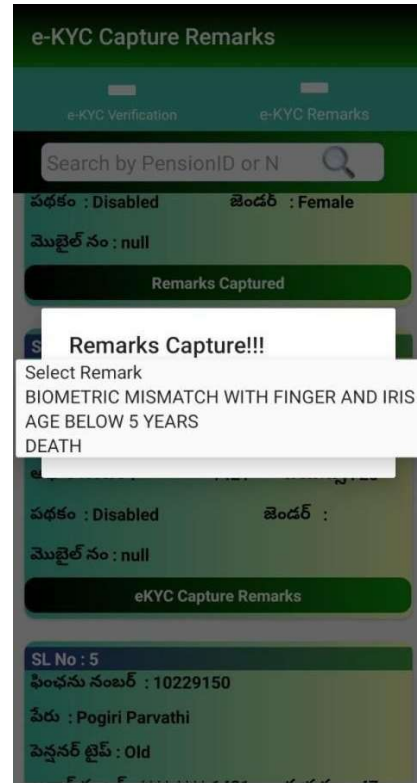 e-KYC Capture Remarks
e-KYC Verification e-KYC Remarks
Search by PensionID or N
పథకం : Disabled జెండర్ : Female
మొబైల్ నం : null
Remarks Captured
S
Remarks Capture!!!
Select Remark
BIOMETRIC MISMATCH WITH FINGER AND IRIS
AGE BELOW 5 YEARS
DEATH
పథకం : Disabled జెండర్ :
మొబైల్ నం : null
eKYC Capture Remarks
SL No : 5
ఫించను నంబర్ : 10229150
పేరు : Pogiri Parvathi
పెన్షనర్ టైప్ : Old